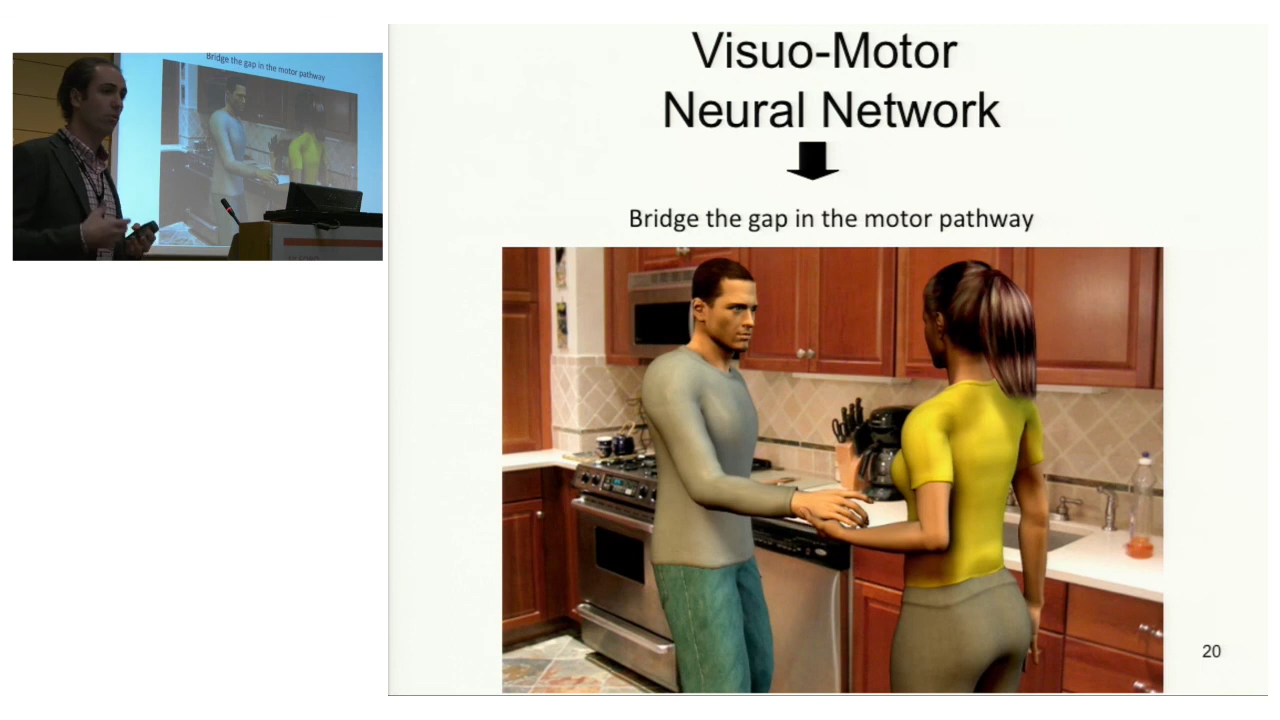 Bridge the gap in the motor pathway
Visuo-Motor
Neural Network
Bridge the gap in the motor pathway
20